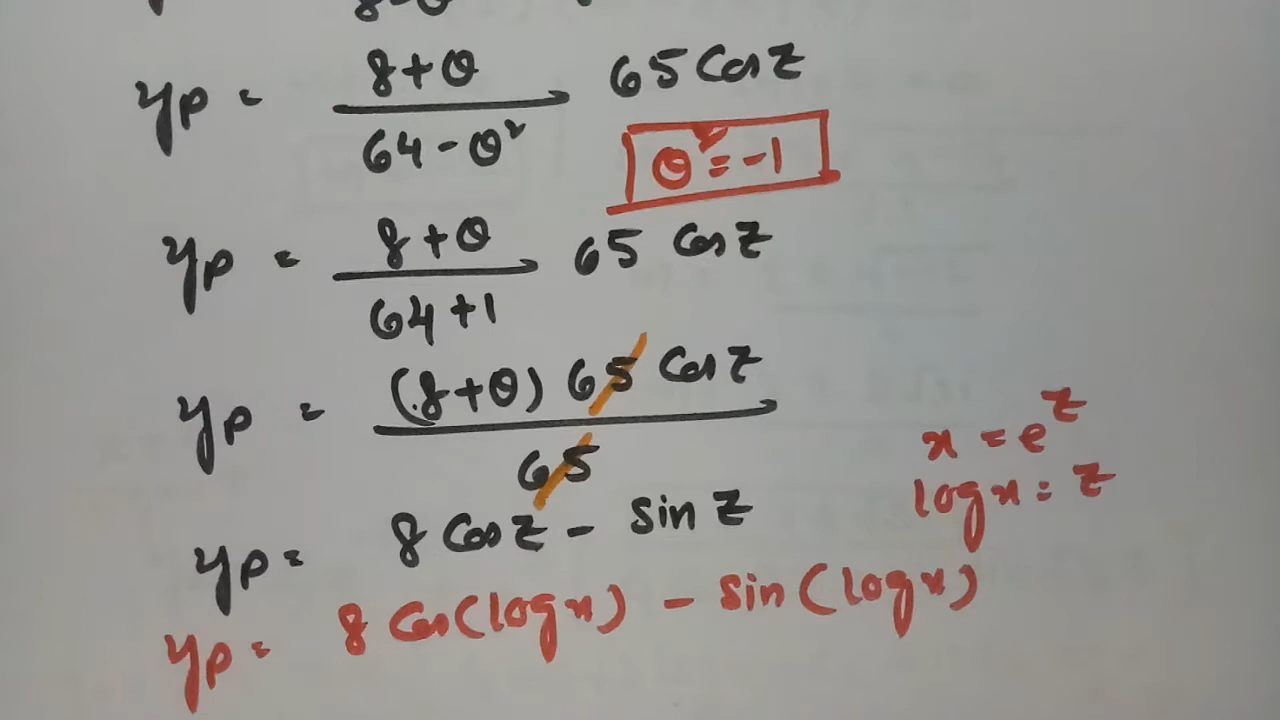 8-θ
yp = 8+θ / 64-θ² 65 Cos z
θ² = -1
yp = 8+θ / 64+1 65 Cos z
yp = (8+θ) 65 Cos z / 65
x = e^z
log x = z
yp = 8 Cos z - sin z
yp = 8 Cos(log x) - sin(log x)